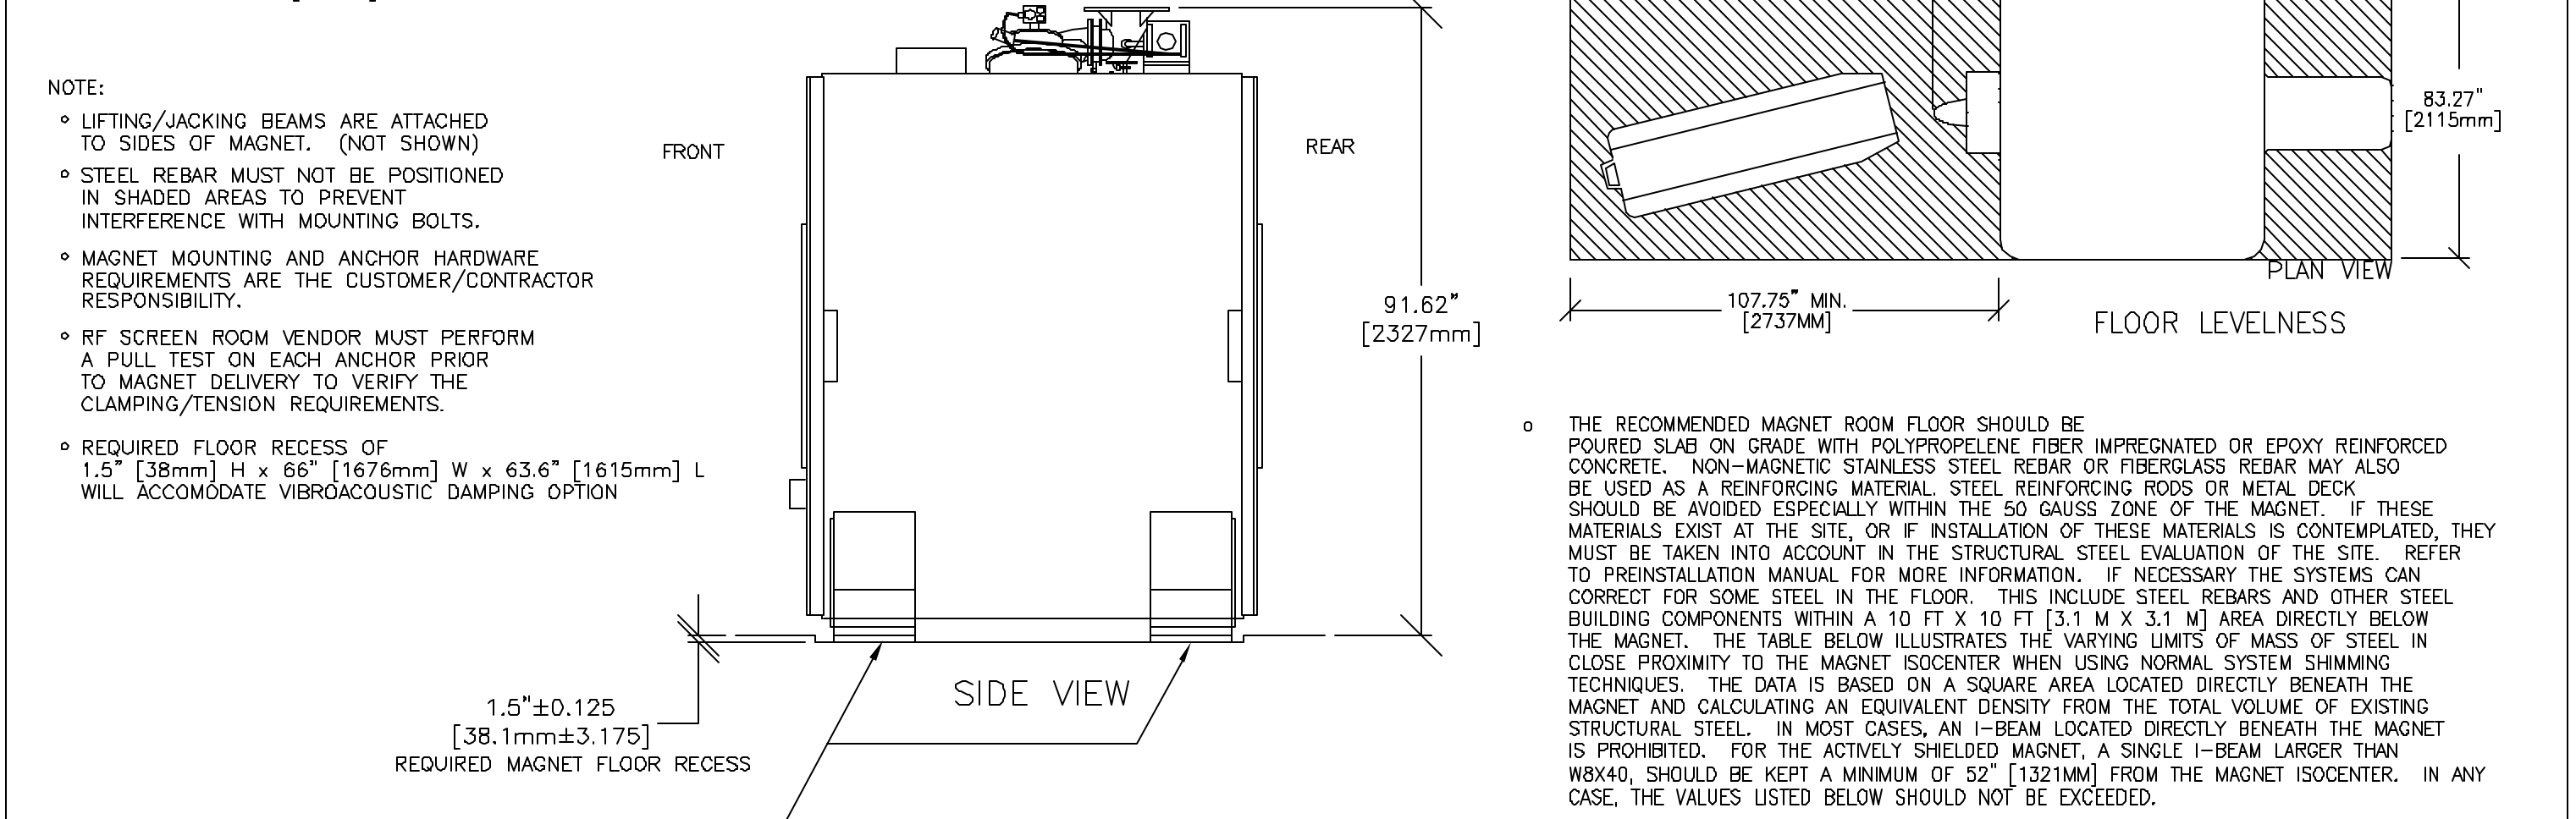 NOTE:
° LIFTING/JACKING BEAMS ARE ATTACHED
TO SIDES OF MAGNET. (NOT SHOWN)
° STEEL REBAR MUST NOT BE POSITIONED
IN SHADED AREAS TO PREVENT
INTERFERENCE WITH MOUNTING BOLTS.
° MAGNET MOUNTING AND ANCHOR HARDWARE
REQUIREMENTS ARE THE CUSTOMER/CONTRACTOR
RESPONSIBILITY.
° RF SCREEN ROOM VENDOR MUST PERFORM
A PULL TEST ON EACH ANCHOR PRIOR
TO MAGNET DELIVERY TO VERIFY THE
CLAMPING/TENSION REQUIREMENTS.
° REQUIRED FLOOR RECESS OF
1.5" [38mm] H x 66" [1676mm] W x 63.6" [1615mm] L
WILL ACCOMODATE VIBROACOUSTIC DAMPING OPTION
FRONT
REAR
91.62"
[2327mm]
SIDE VIEW
1.5"±0.125
[38.1mm±3.175]
REQUIRED MAGNET FLOOR RECESS
83.27"
[2115mm]
PLAN VIEW
107.75" MIN.
[2737MM]
FLOOR LEVELNESS
o THE RECOMMENDED MAGNET ROOM FLOOR SHOULD BE
POURED SLAB ON GRADE WITH POLYPROPELENE FIBER IMPREGNATED OR EPOXY REINFORCED
CONCRETE. NON-MAGNETIC STAINLESS STEEL REBAR OR FIBERGLASS REBAR MAY ALSO
BE USED AS A REINFORCING MATERIAL. STEEL REINFORCING RODS OR METAL DECK
SHOULD BE AVOIDED ESPECIALLY WITHIN THE 50 GAUSS ZONE OF THE MAGNET. IF THESE
MATERIALS EXIST AT THE SITE, OR IF INSTALLATION OF THESE MATERIALS IS CONTEMPLATED, THEY
MUST BE TAKEN INTO ACCOUNT IN THE STRUCTURAL STEEL EVALUATION OF THE SITE. REFER
TO PREINSTALLATION MANUAL FOR MORE INFORMATION. IF NECESSARY THE SYSTEMS CAN
CORRECT FOR SOME STEEL IN THE FLOOR. THIS INCLUDE STEEL REBARS AND OTHER STEEL
BUILDING COMPONENTS WITHIN A 10 FT X 10 FT [3.1 M X 3.1 M] AREA DIRECTLY BELOW
THE MAGNET. THE TABLE BELOW ILLUSTRATES THE VARYING LIMITS OF MASS OF STEEL IN
CLOSE PROXIMITY TO THE MAGNET ISOCENTER WHEN USING NORMAL SYSTEM SHIMMING
TECHNIQUES. THE DATA IS BASED ON A SQUARE AREA LOCATED DIRECTLY BENEATH THE
MAGNET AND CALCULATING AN EQUIVALENT DENSITY FROM THE TOTAL VOLUME OF EXISTING
STRUCTURAL STEEL. IN MOST CASES, AN I-BEAM LOCATED DIRECTLY BENEATH THE MAGNET
IS PROHIBITED. FOR THE ACTIVELY SHIELDED MAGNET, A SINGLE I-BEAM LARGER THAN
W8X40, SHOULD BE KEPT A MINIMUM OF 52" [1321MM] FROM THE MAGNET ISOCENTER. IN ANY
CASE, THE VALUES LISTED BELOW SHOULD NOT BE EXCEEDED.